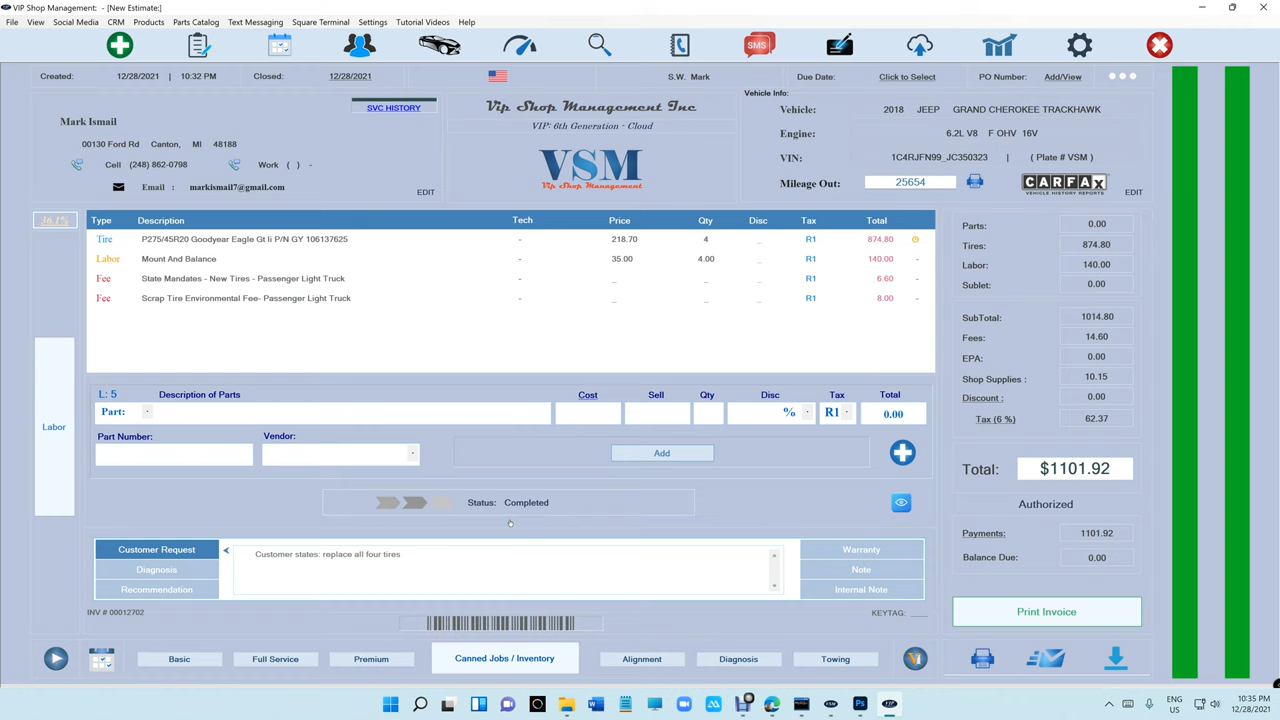 VIP Shop Management: - [New Estimate:]
File View Social Media CRM Products Parts Catalog Text Messaging Square Terminal Settings Tutorial Videos Help
SMS
Created: 12/28/2021 | 10:32 PM Closed: 12/28/2021 S.W. Mark Due Date: Click to Select PO Number: Add/View
Mark Ismail
SVC HISTORY
00130 Ford Rd Canton, MI 48188
Cell (248) 862-0798 Work ( ) -
Email : markismail7@gmail.com
EDIT
Vip Shop Management Inc
VIP: 6th Generation - Cloud
VSM
Vip Shop Management
Vehicle Info:
Vehicle: 2018 JEEP GRAND CHEROKEE TRACKHAWK
Engine: 6.2L V8 F OHV 16V
VIN: 1C4RJFN99_JC350323 | ( Plate # VSM )
Mileage Out: 25654
CARFAX
VEHICLE HISTORY REPORTS
EDIT
36.1%
Type Description Tech Price Qty Disc Tax Total
Tire P275/45R20 Goodyear Eagle Gt Ii P/N GY 106137625 - 218.70 4 _ R1 874.80
Labor Mount And Balance - 35.00 4.00 _ R1 140.00 -
Fee State Mandates - New Tires - Passenger Light Truck - _ _ _ R1 6.60 -
Fee Scrap Tire Environmental Fee- Passenger Light Truck - _ _ _ R1 8.00 -
Labor
L: 5 Description of Parts Cost Sell Qty Disc Tax Total
Part: % R1 0.00
Part Number: Vendor:
Add
Status: Completed
Customer Request
Diagnosis
Recommendation
Customer states: replace all four tires
Warranty
Note
Internal Note
INV # 00012702 KEYTAG: ____
Basic Full Service Premium Canned Jobs / Inventory Alignment Diagnosis Towing
Parts: 0.00
Tires: 874.80
Labor: 140.00
Sublet: 0.00
SubTotal: 1014.80
Fees: 14.60
EPA: 0.00
Shop Supplies : 10.15
Discount : 0.00
Tax (6 %) 62.37
Total: $1101.92
Authorized
Payments: 1101.92
Balance Due: 0.00
Print Invoice
ENG
US
10:35 PM
12/28/2021